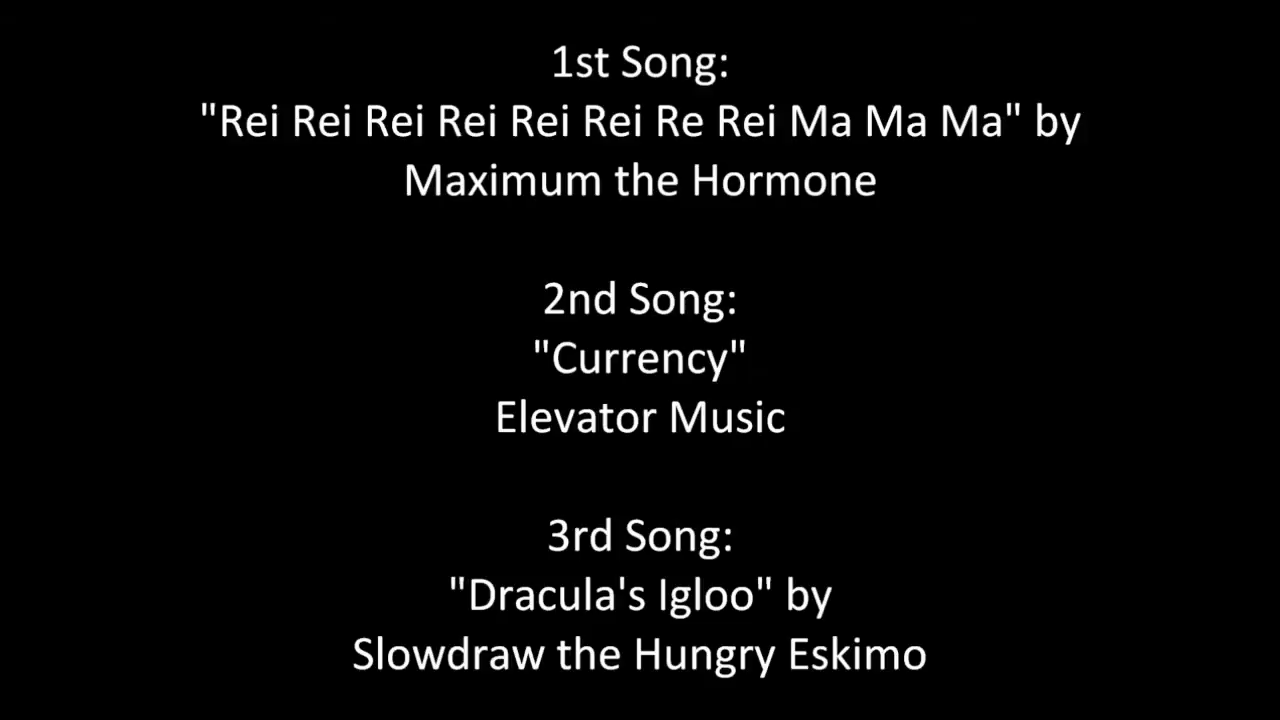 1st Song:
"Rei Rei Rei Rei Rei Rei Re Rei Ma Ma Ma" by
Maximum the Hormone
2nd Song:
"Currency"
Elevator Music
3rd Song:
"Dracula's Igloo" by
Slowdraw the Hungry Eskimo